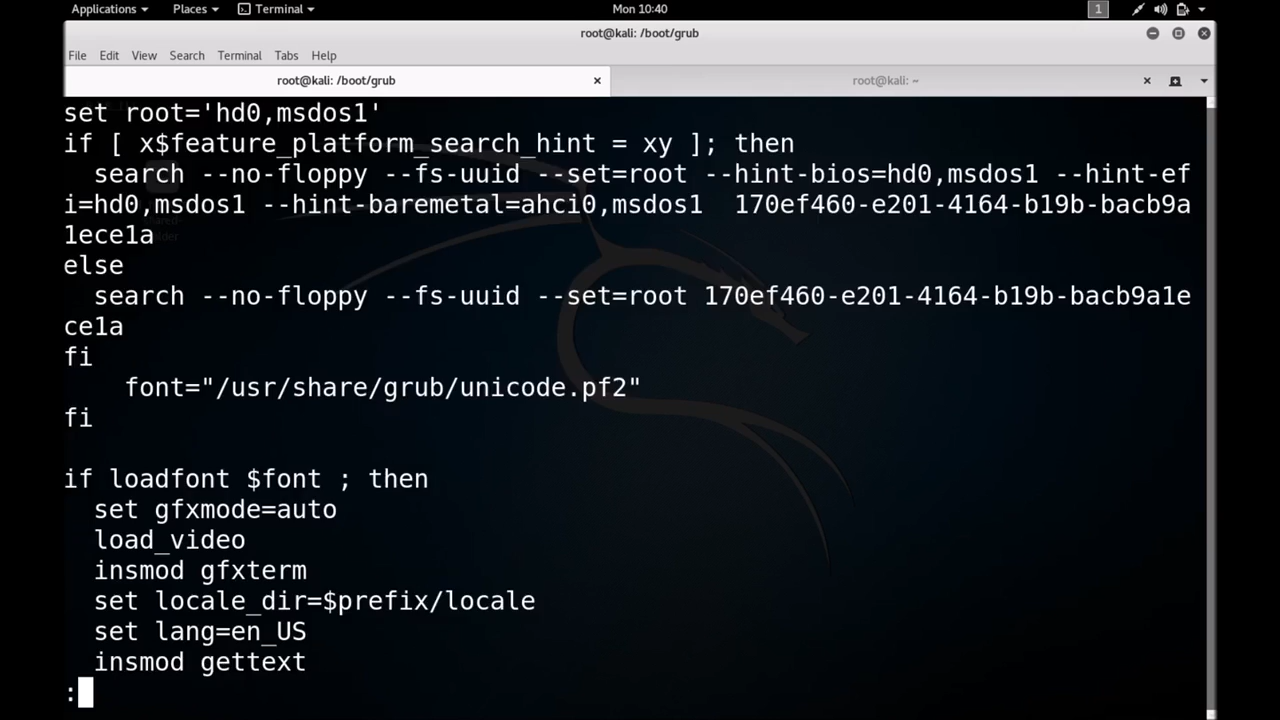 Applications Places Terminal Mon 10:40 1
root@kali: /boot/grub
File Edit View Search Terminal Tabs Help
root@kali: /boot/grub × root@kali: ~ ×
set root='hd0,msdos1'
if [ x$feature_platform_search_hint = xy ]; then
  search --no-floppy --fs-uuid --set=root --hint-bios=hd0,msdos1 --hint-ef
i=hd0,msdos1 --hint-baremetal=ahci0,msdos1  170ef460-e201-4164-b19b-bacb9a
1ece1a
else
  search --no-floppy --fs-uuid --set=root 170ef460-e201-4164-b19b-bacb9a1e
ce1a
fi
    font="/usr/share/grub/unicode.pf2"
fi

if loadfont $font ; then
  set gfxmode=auto
  load_video
  insmod gfxterm
  set locale_dir=$prefix/locale
  set lang=en_US
  insmod gettext
: